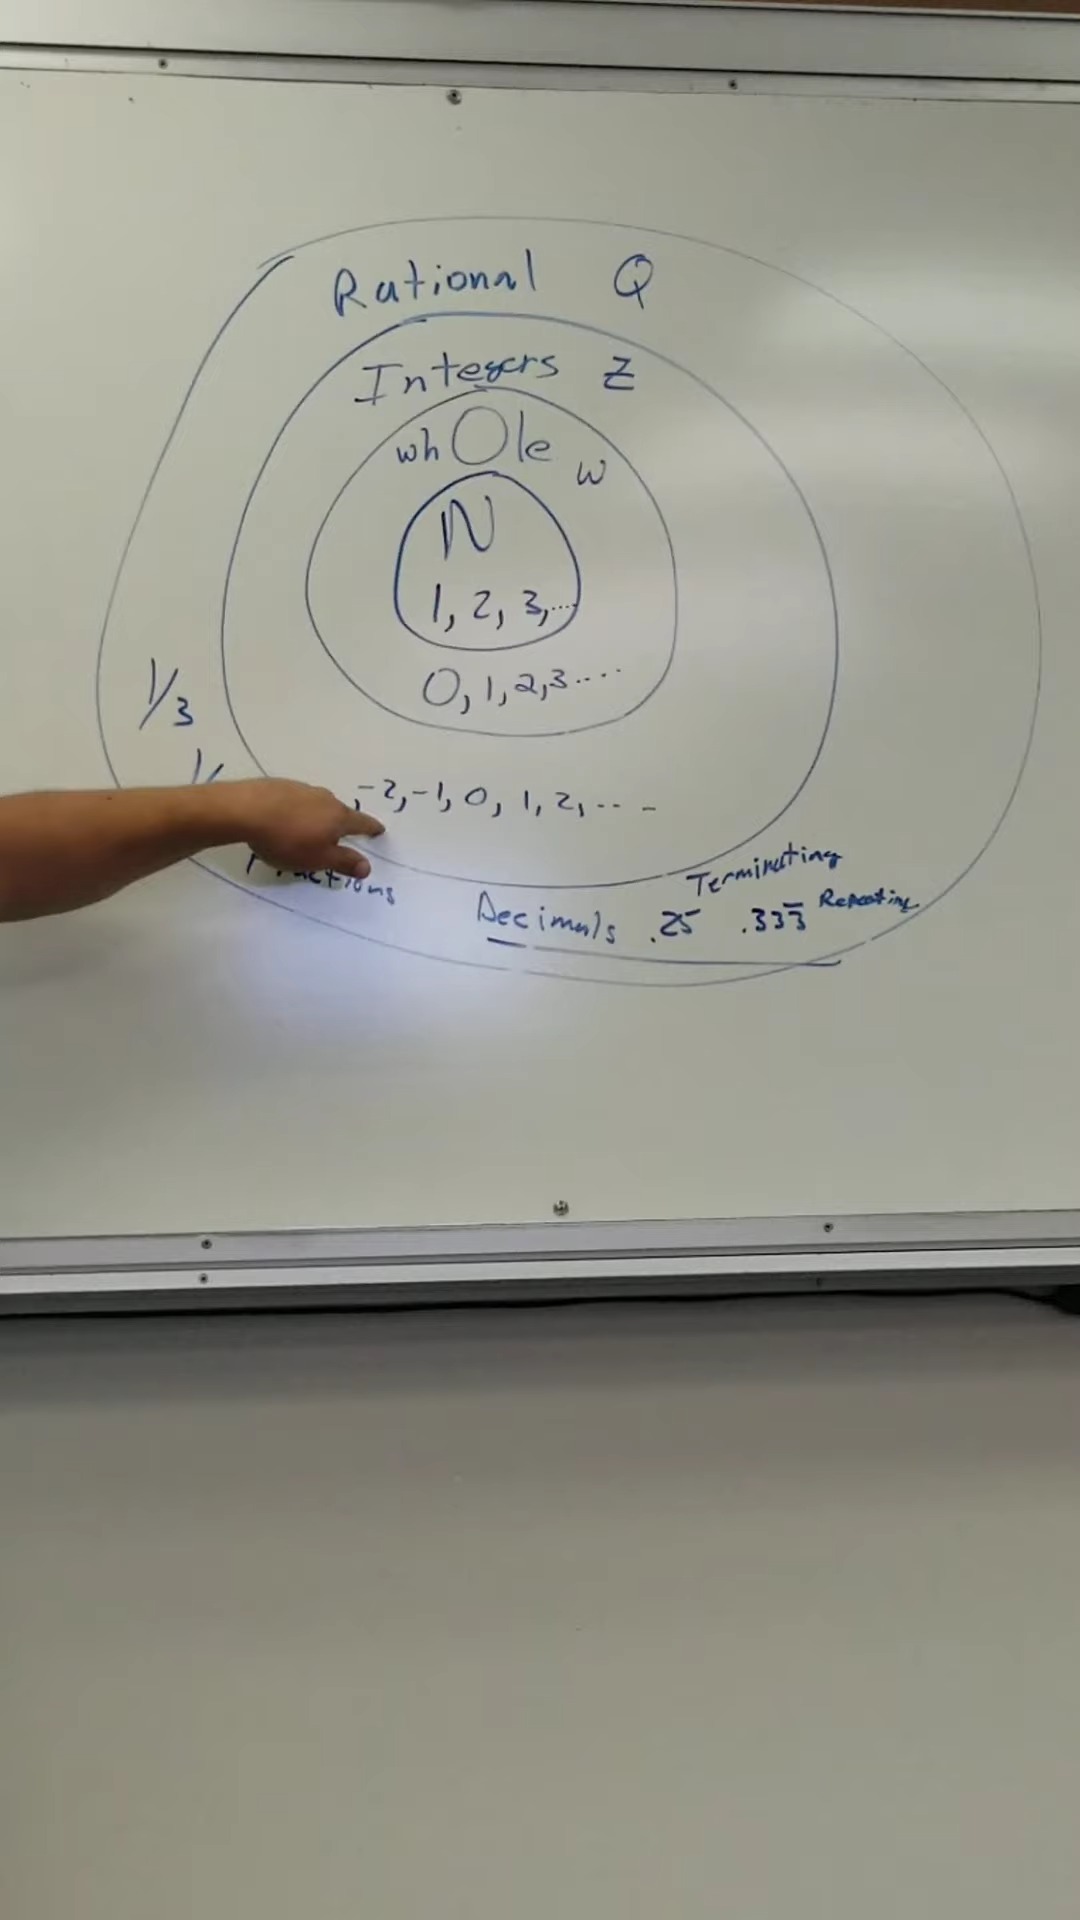 Rational Q
Integers Z
whOle W
N
1, 2, 3, ...
0, 1, 2, 3 ....
1/3
, -2, -1, 0, 1, 2, ... -
Fractions
Terminating
Decimals .25 .333̅ Repeating